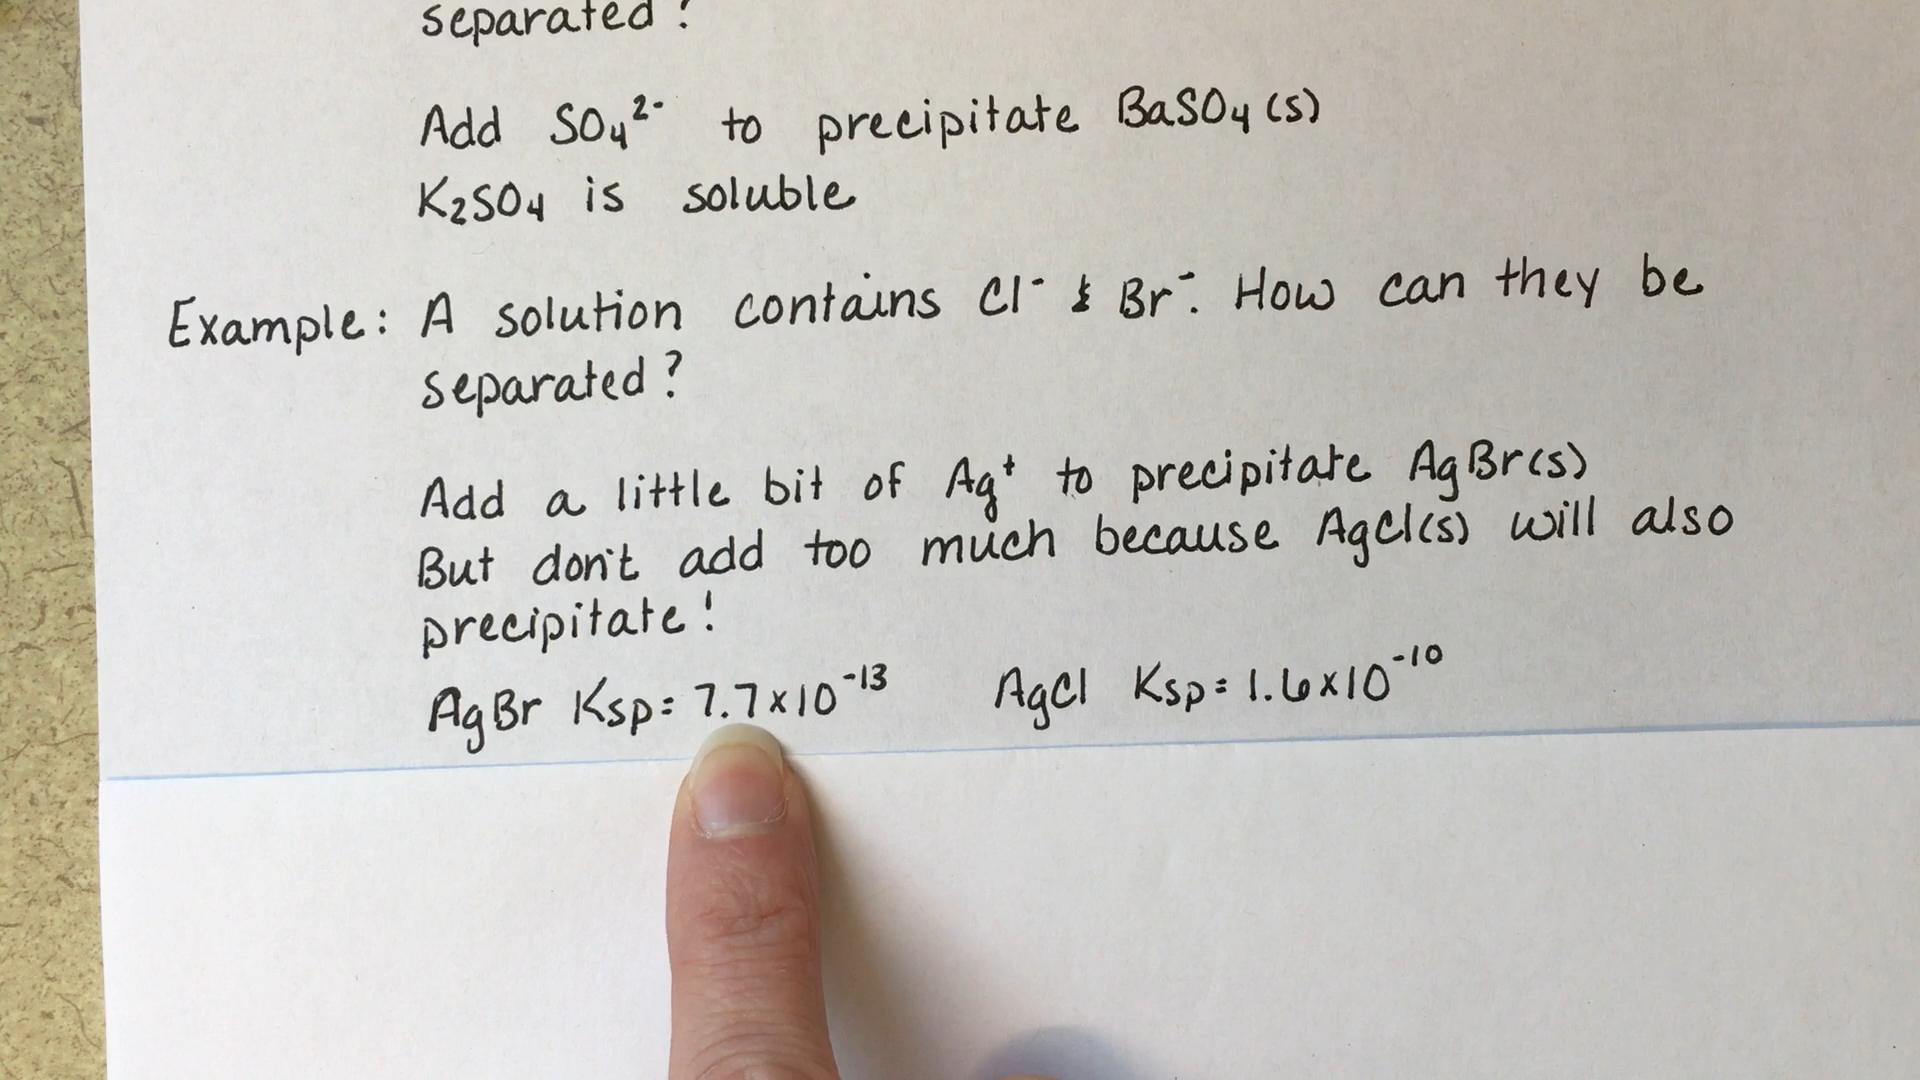 separated?
Add SO₄²⁻ to precipitate BaSO₄(s)
K₂SO₄ is soluble
Example: A solution contains Cl⁻ & Br⁻. How can they be
separated?
Add a little bit of Ag⁺ to precipitate AgBr(s)
But don't add too much because AgCl(s) will also
precipitate!
AgBr Ksp= 7.7x10⁻¹³ AgCl Ksp= 1.6x10⁻¹⁰